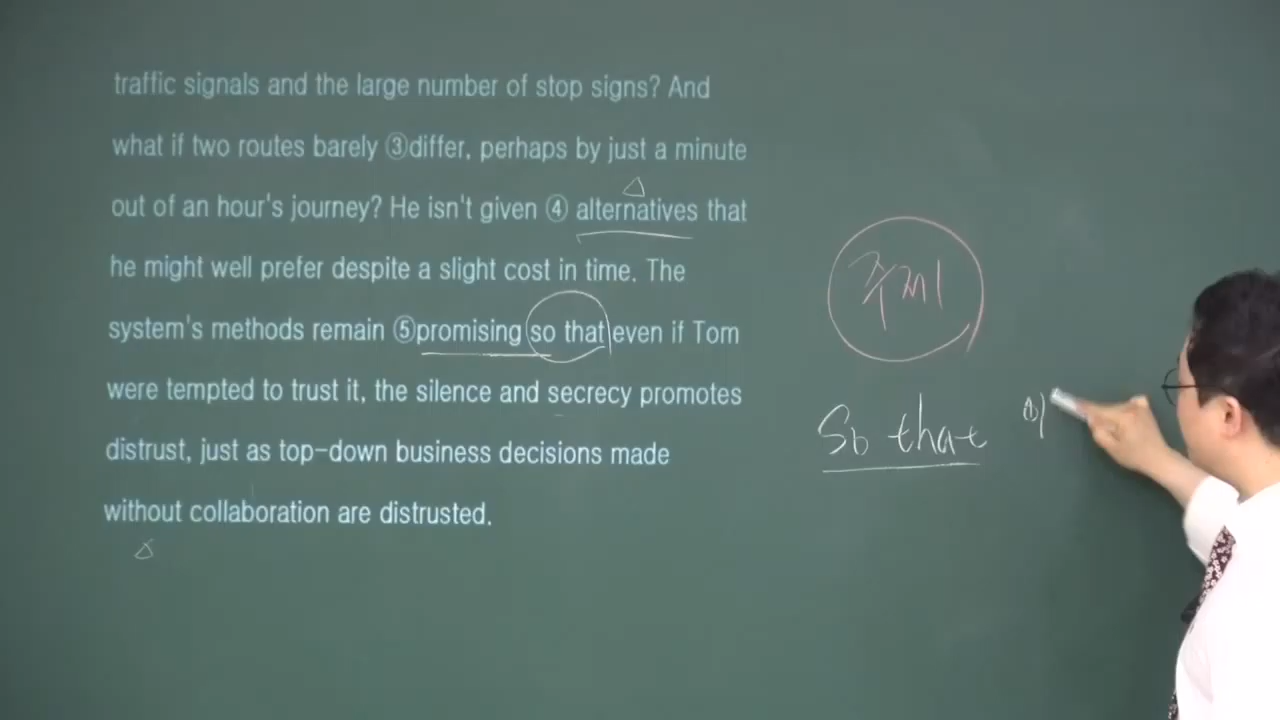 traffic signals and the large number of stop signs? And
what if two routes barely ③differ, perhaps by just a minute
out of an hour's journey? He isn't given ④ alternatives that
he might well prefer despite a slight cost in time. The
system's methods remain ⑤promising so that even if Tom
were tempted to trust it, the silence and secrecy promotes
distrust, just as top-down business decisions made
without collaboration are distrusted.
주제
So that ①)